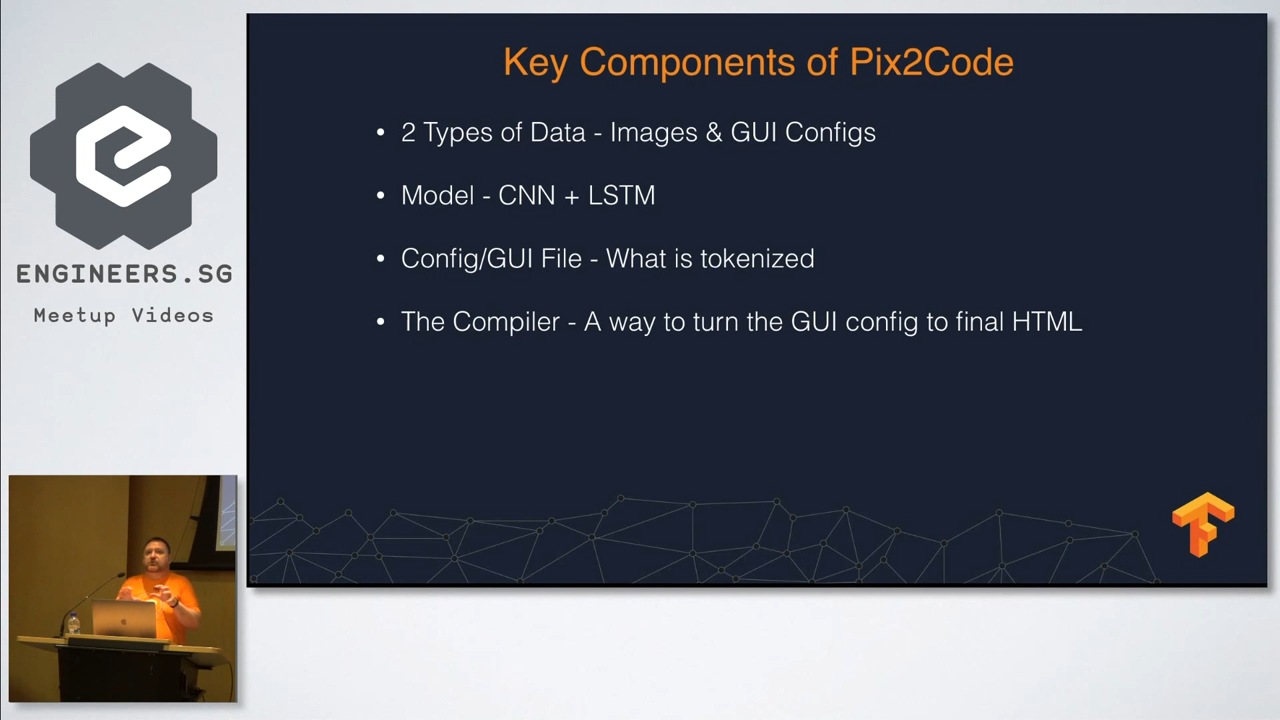 Key Components of Pix2Code
• 2 Types of Data - Images & GUI Configs
• Model - CNN + LSTM
• Config/GUI File - What is tokenized
• The Compiler - A way to turn the GUI config to final HTML
ENGINEERS.SG
Meetup Videos